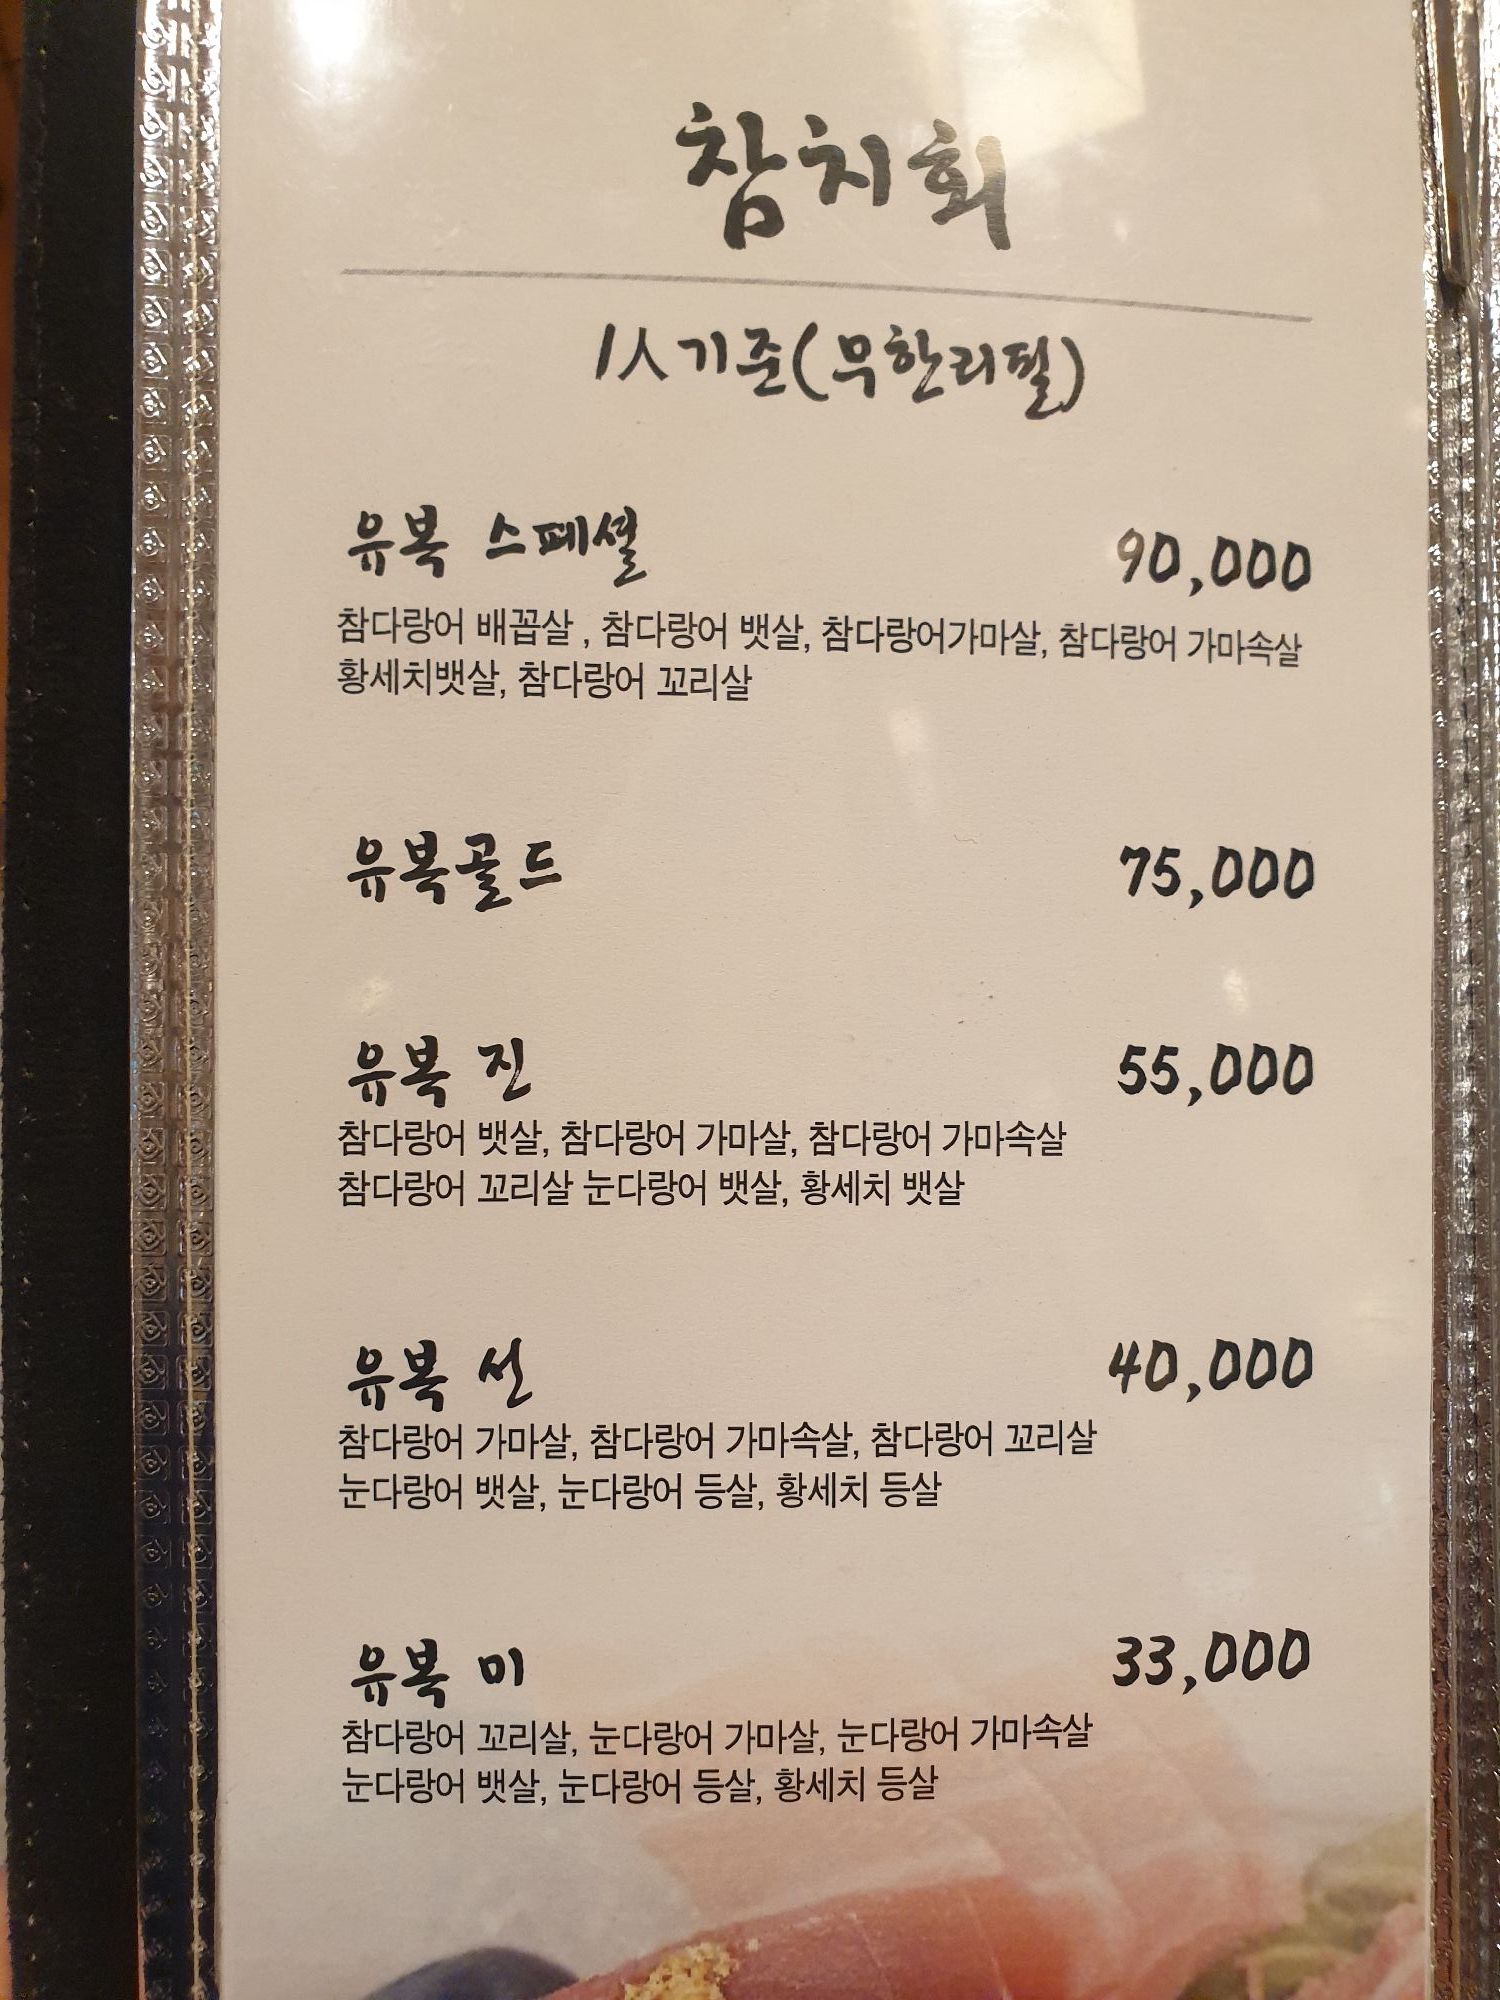 참치회
1人기준(무한리필)
유복 스페셜 90,000
참다랑어 배꼽살 , 참다랑어 뱃살, 참다랑어가마살, 참다랑어 가마속살
황세치뱃살, 참다랑어 꼬리살
유복골드 75,000
유복 진 55,000
참다랑어 뱃살, 참다랑어 가마살, 참다랑어 가마속살
참다랑어 꼬리살 눈다랑어 뱃살, 황세치 뱃살
유복 선 40,000
참다랑어 가마살, 참다랑어 가마속살, 참다랑어 꼬리살
눈다랑어 뱃살, 눈다랑어 등살, 황세치 등살
유복 미 33,000
참다랑어 꼬리살, 눈다랑어 가마살, 눈다랑어 가마속살
눈다랑어 뱃살, 눈다랑어 등살, 황세치 등살